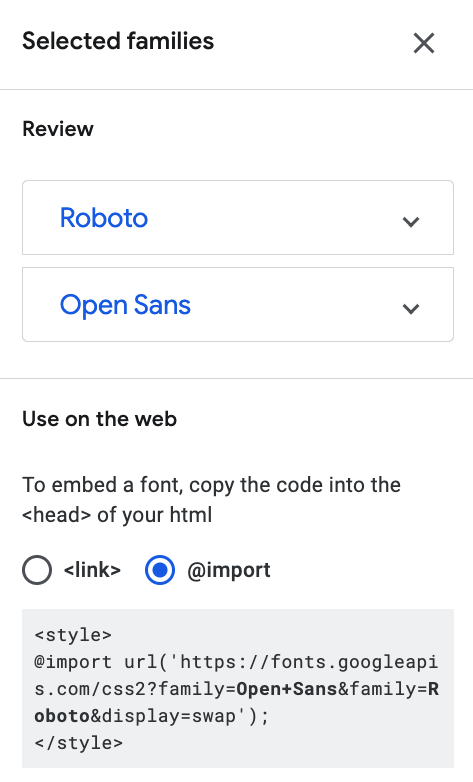 Selected families
Review
Roboto
Open Sans
Use on the web
To embed a font, copy the code into the
<head> of your html
<link> @import
<style>
@import url('https://fonts.googleapi
s.com/css2?family=Open+Sans&family=R
oboto&display=swap');
</style>